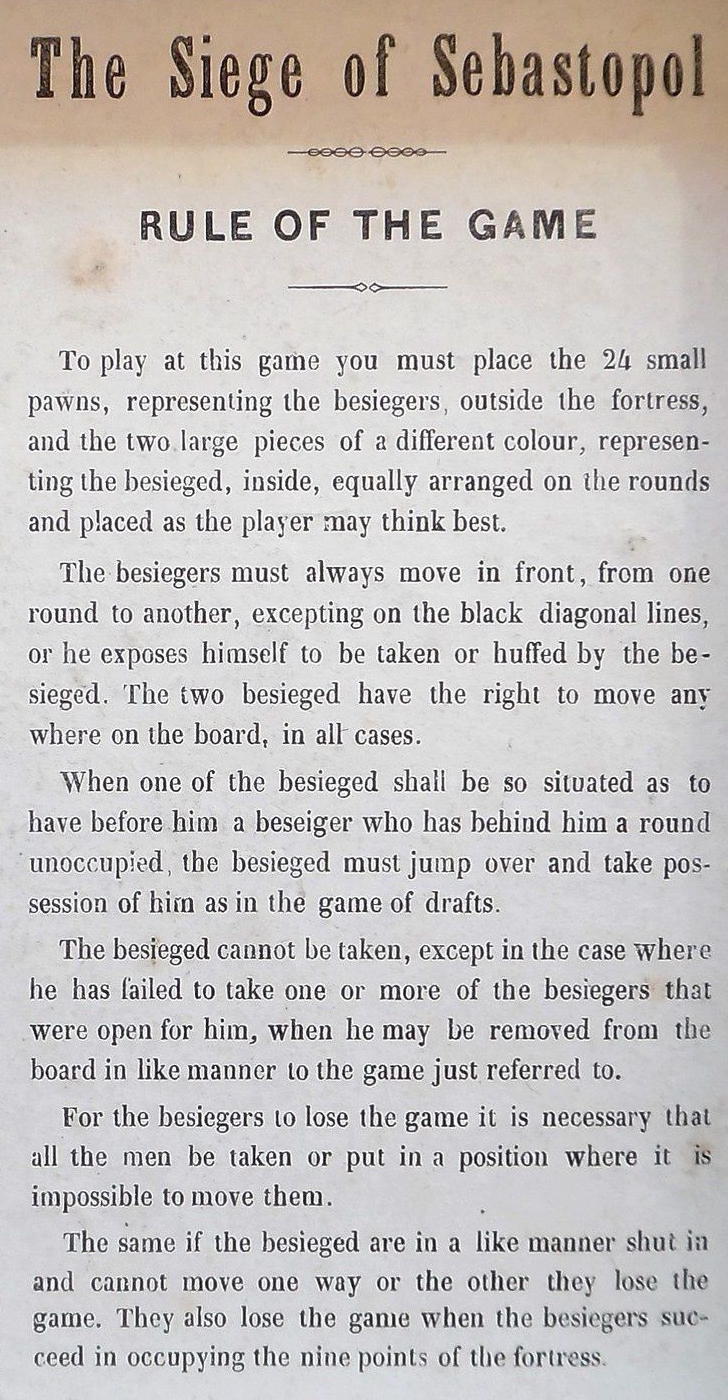 The Siege of Sebastopol
RULE OF THE GAME
To play at this game you must place the 24 small
pawns, representing the besiegers, outside the fortress,
and the two large pieces of a different colour, represen-
ting the besieged, inside, equally arranged on the rounds
and placed as the player may think best.
The besiegers must always move in front, from one
round to another, excepting on the black diagonal lines,
or he exposes himself to be taken or huffed by the be-
sieged. The two besieged have the right to move any
where on the board, in all cases.
When one of the besieged shall be so situated as to
have before him a beseiger who has behind him a round
unoccupied, the besieged must jump over and take pos-
session of him as in the game of drafts.
The besieged cannot be taken, except in the case where
he has failed to take one or more of the besiegers that
were open for him, when he may be removed from the
board in like manner to the game just referred to.
For the besiegers to lose the game it is necessary that
all the men be taken or put in a position where it is
impossible to move them.
The same if the besieged are in a like manner shut in
and cannot move one way or the other they lose the
game. They also lose the game when the besiegers suc-
ceed in occupying the nine points of the fortress.